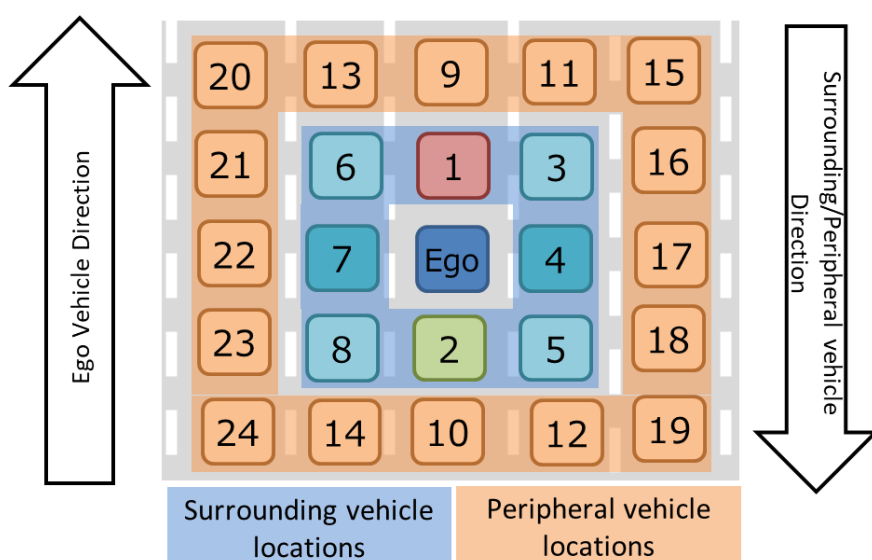 Ego Vehicle Direction
20 13 9 11 15
21 6 1 3 16
22 7 Ego 4 17
23 8 2 5 18
24 14 10 12 19
Surrounding/Peripheral vehicle
Direction
Surrounding vehicle
locations
Peripheral vehicle
locations